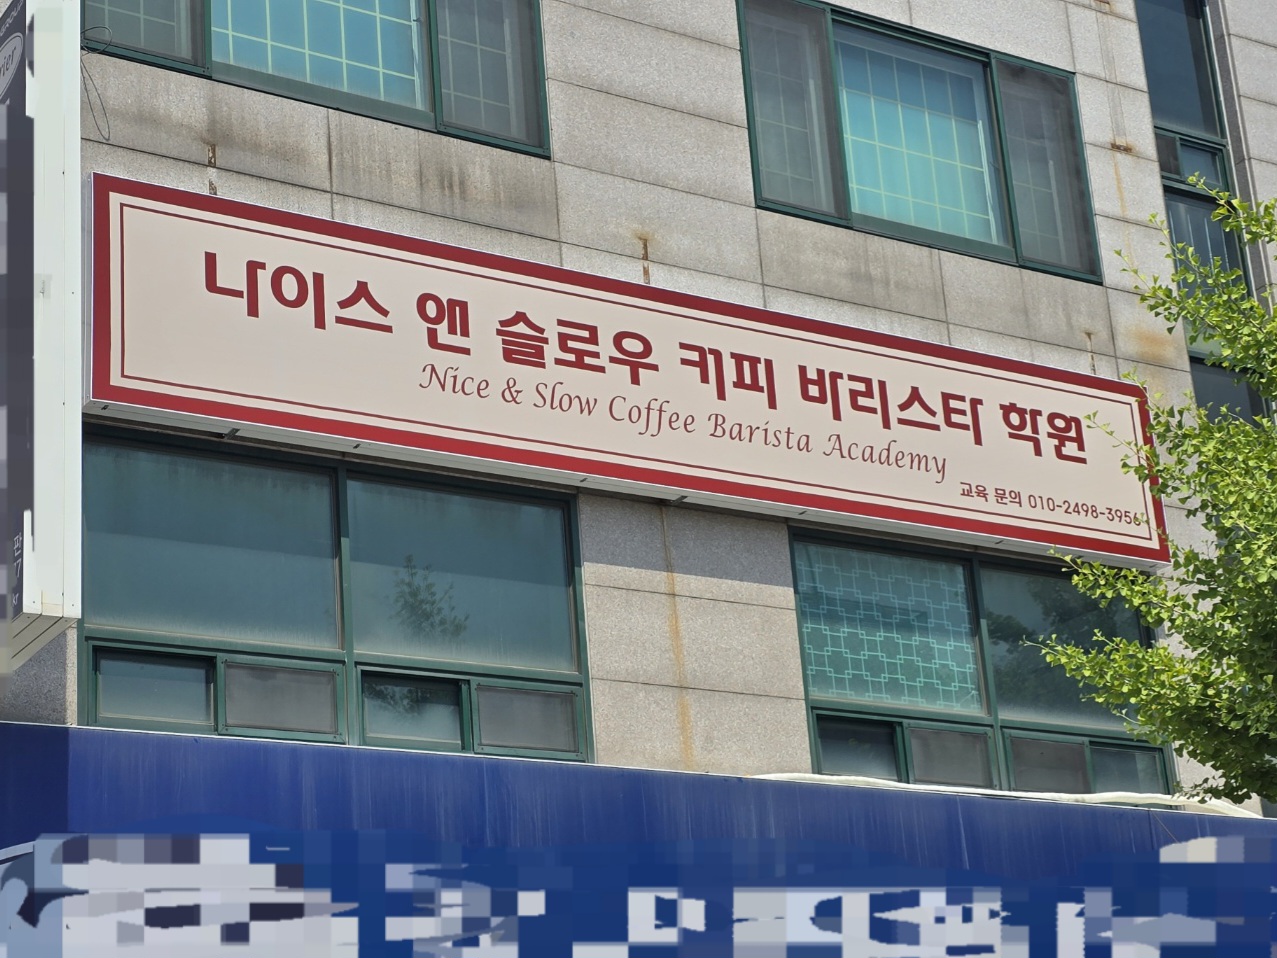 나이스 앤 슬로우 키피 바리스타 학원
Nice & Slow Coffee Barista Academy
교육 문의 010-2498-3956